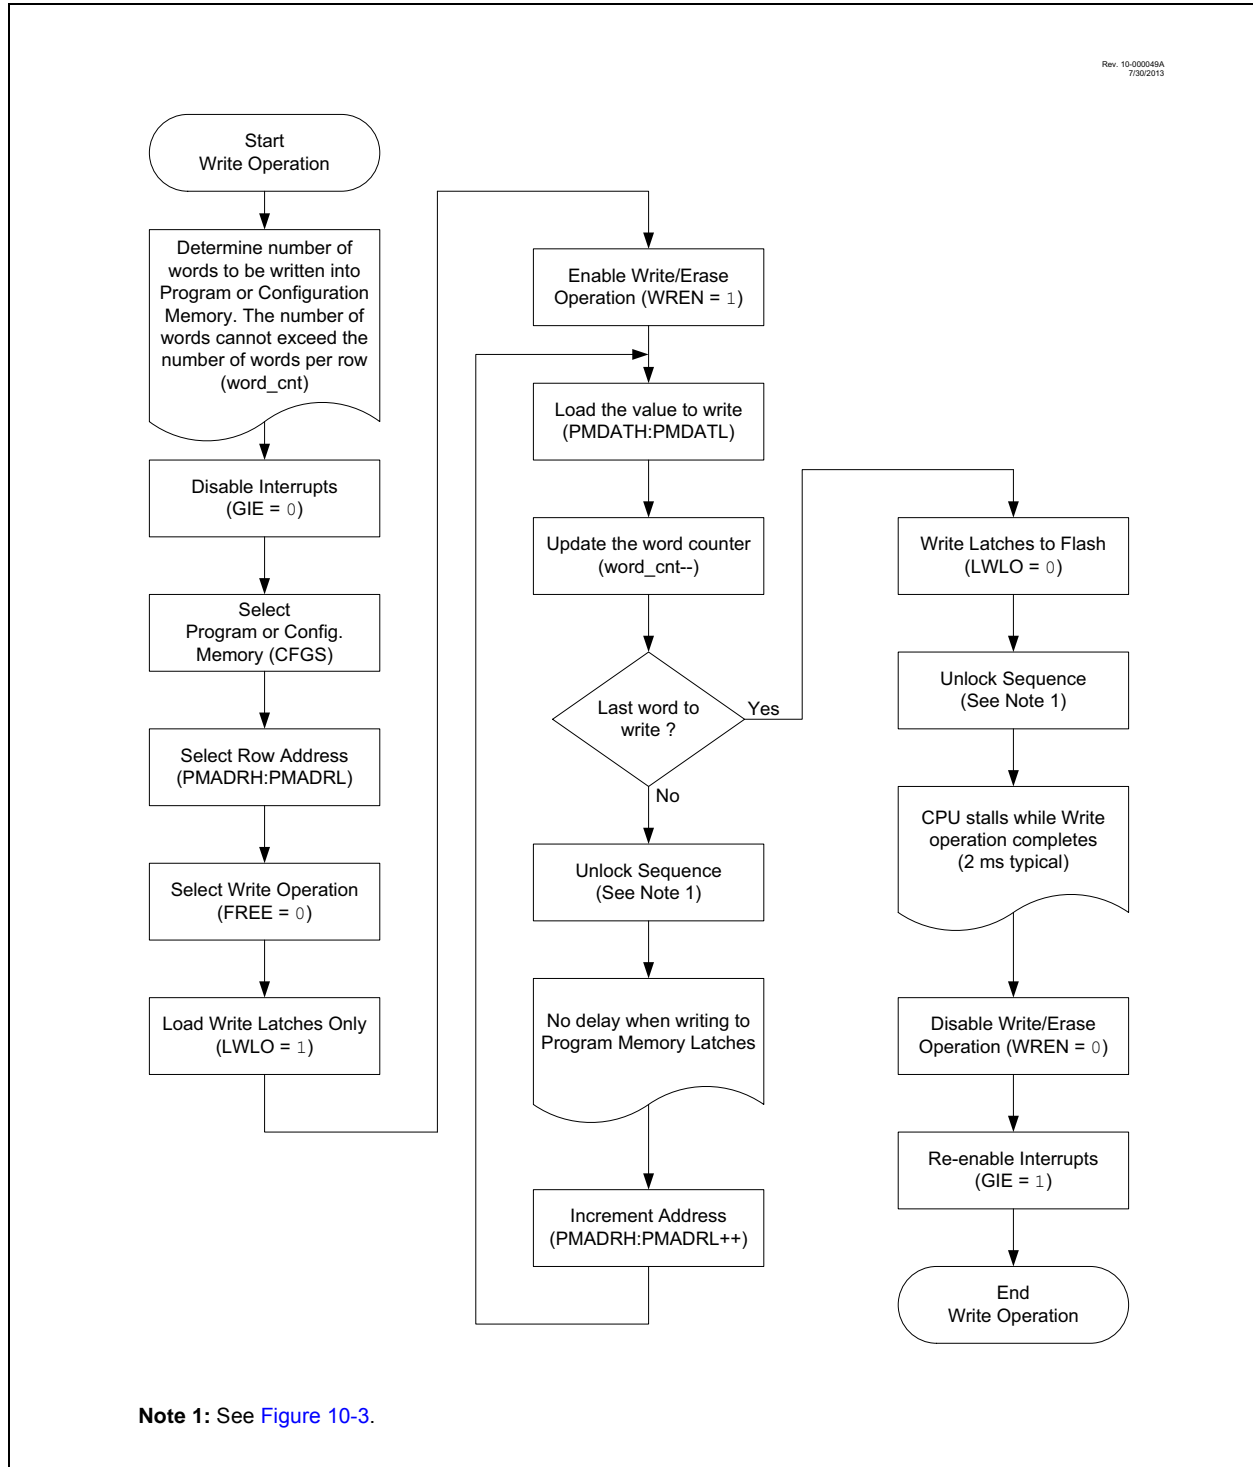 Rev. 10-000049A
7/30/2013
Start
Write Operation
Determine number of
words to be written into
Program or Configuration
Memory. The number of
words cannot exceed the
number of words per row
(word_cnt)
Disable Interrupts
(GIE = 0)
Select
Program or Config.
Memory (CFGS)
Select Row Address
(PMADRH:PMADRL)
Select Write Operation
(FREE = 0)
Load Write Latches Only
(LWLO = 1)
Enable Write/Erase
Operation (WREN = 1)
Load the value to write
(PMDATH:PMDATL)
Update the word counter
(word_cnt--)
Last word to
write ?
Yes
No
Unlock Sequence
(See Note 1)
No delay when writing to
Program Memory Latches
Increment Address
(PMADRH:PMADRL++)
Write Latches to Flash
(LWLO = 0)
Unlock Sequence
(See Note 1)
CPU stalls while Write
operation completes
(2 ms typical)
Disable Write/Erase
Operation (WREN = 0)
Re-enable Interrupts
(GIE = 1)
End
Write Operation
Note 1: See Figure 10-3.